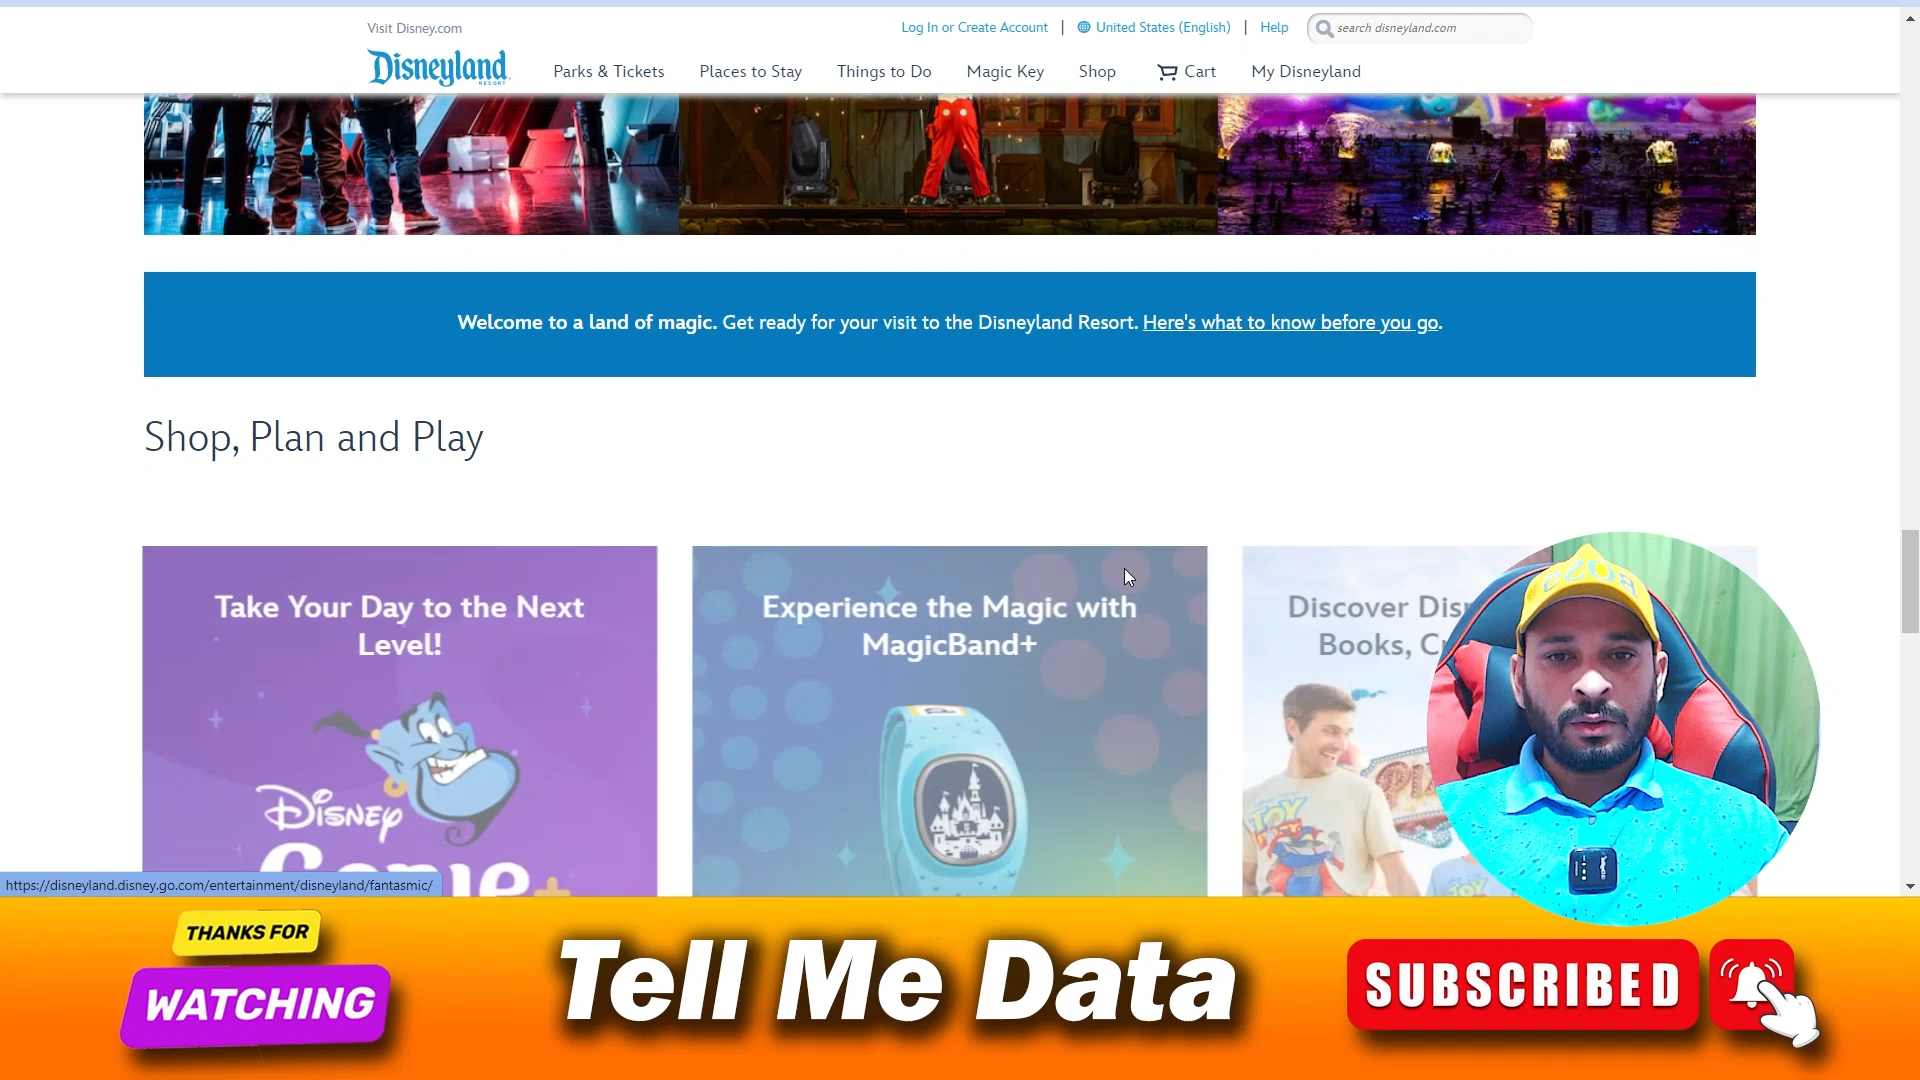 Visit Disney.com
Log In or Create Account | United States (English) | Help
search disneyland.com
Disneyland
RESORT
Parks & Tickets Places to Stay Things to Do Magic Key Shop Cart My Disneyland
Welcome to a land of magic. Get ready for your visit to the Disneyland Resort. Here's what to know before you go.
Shop, Plan and Play
Take Your Day to the Next
Level!
Disney
Genie+
Experience the Magic with
MagicBand+
Discover
Books,
TOY
https://disneyland.disney.go.com/entertainment/disneyland/fantasmic/
THANKS FOR
WATCHING
Tell Me Data
SUBSCRIBED